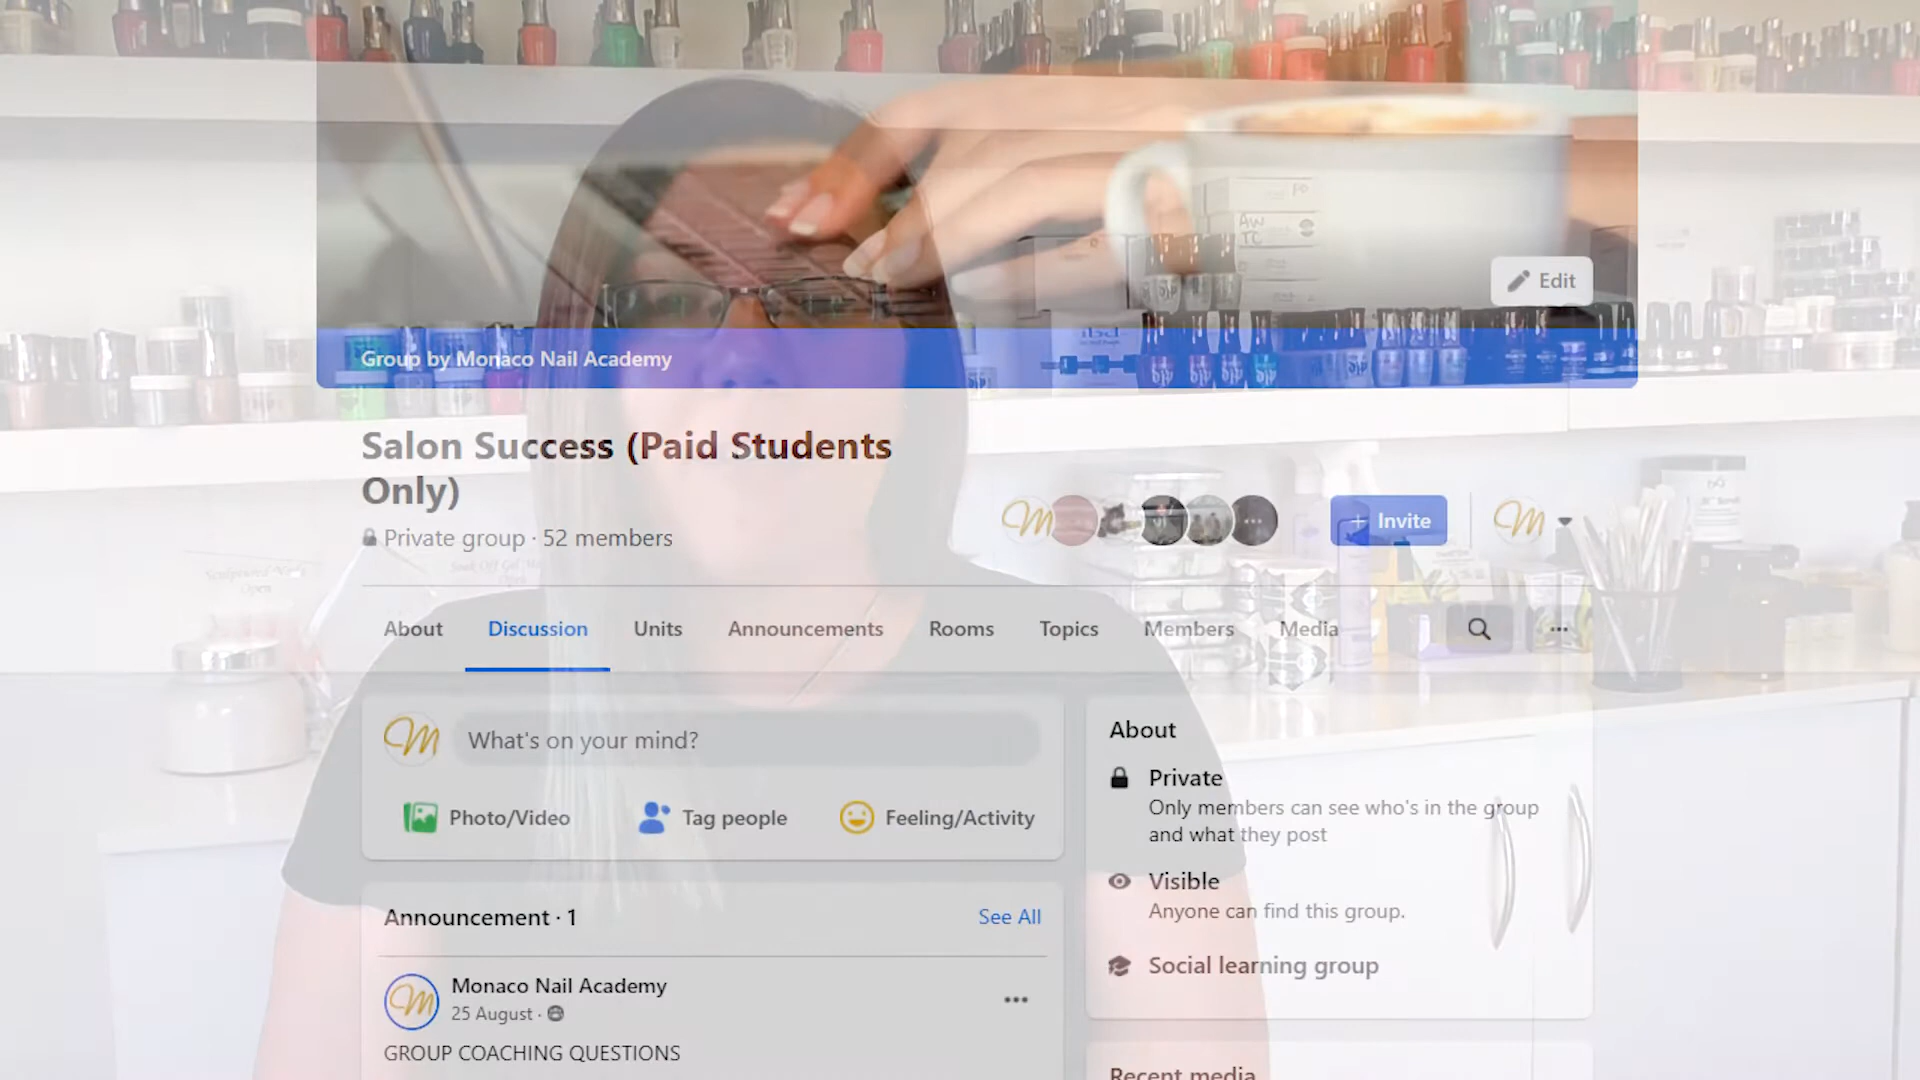 AW
TC
Edit
Group by Monaco Nail Academy
Salon Success (Paid Students
Only)
Private group · 52 members
+ Invite
About
Discussion
Units
Announcements
Rooms
Topics
Members
Media
What's on your mind?
Photo/Video
Tag people
Feeling/Activity
Announcement · 1
See All
Monaco Nail Academy
25 August ·
GROUP COACHING QUESTIONS
About
Private
Only members can see who's in the group
and what they post
Visible
Anyone can find this group.
Social learning group
Recent media